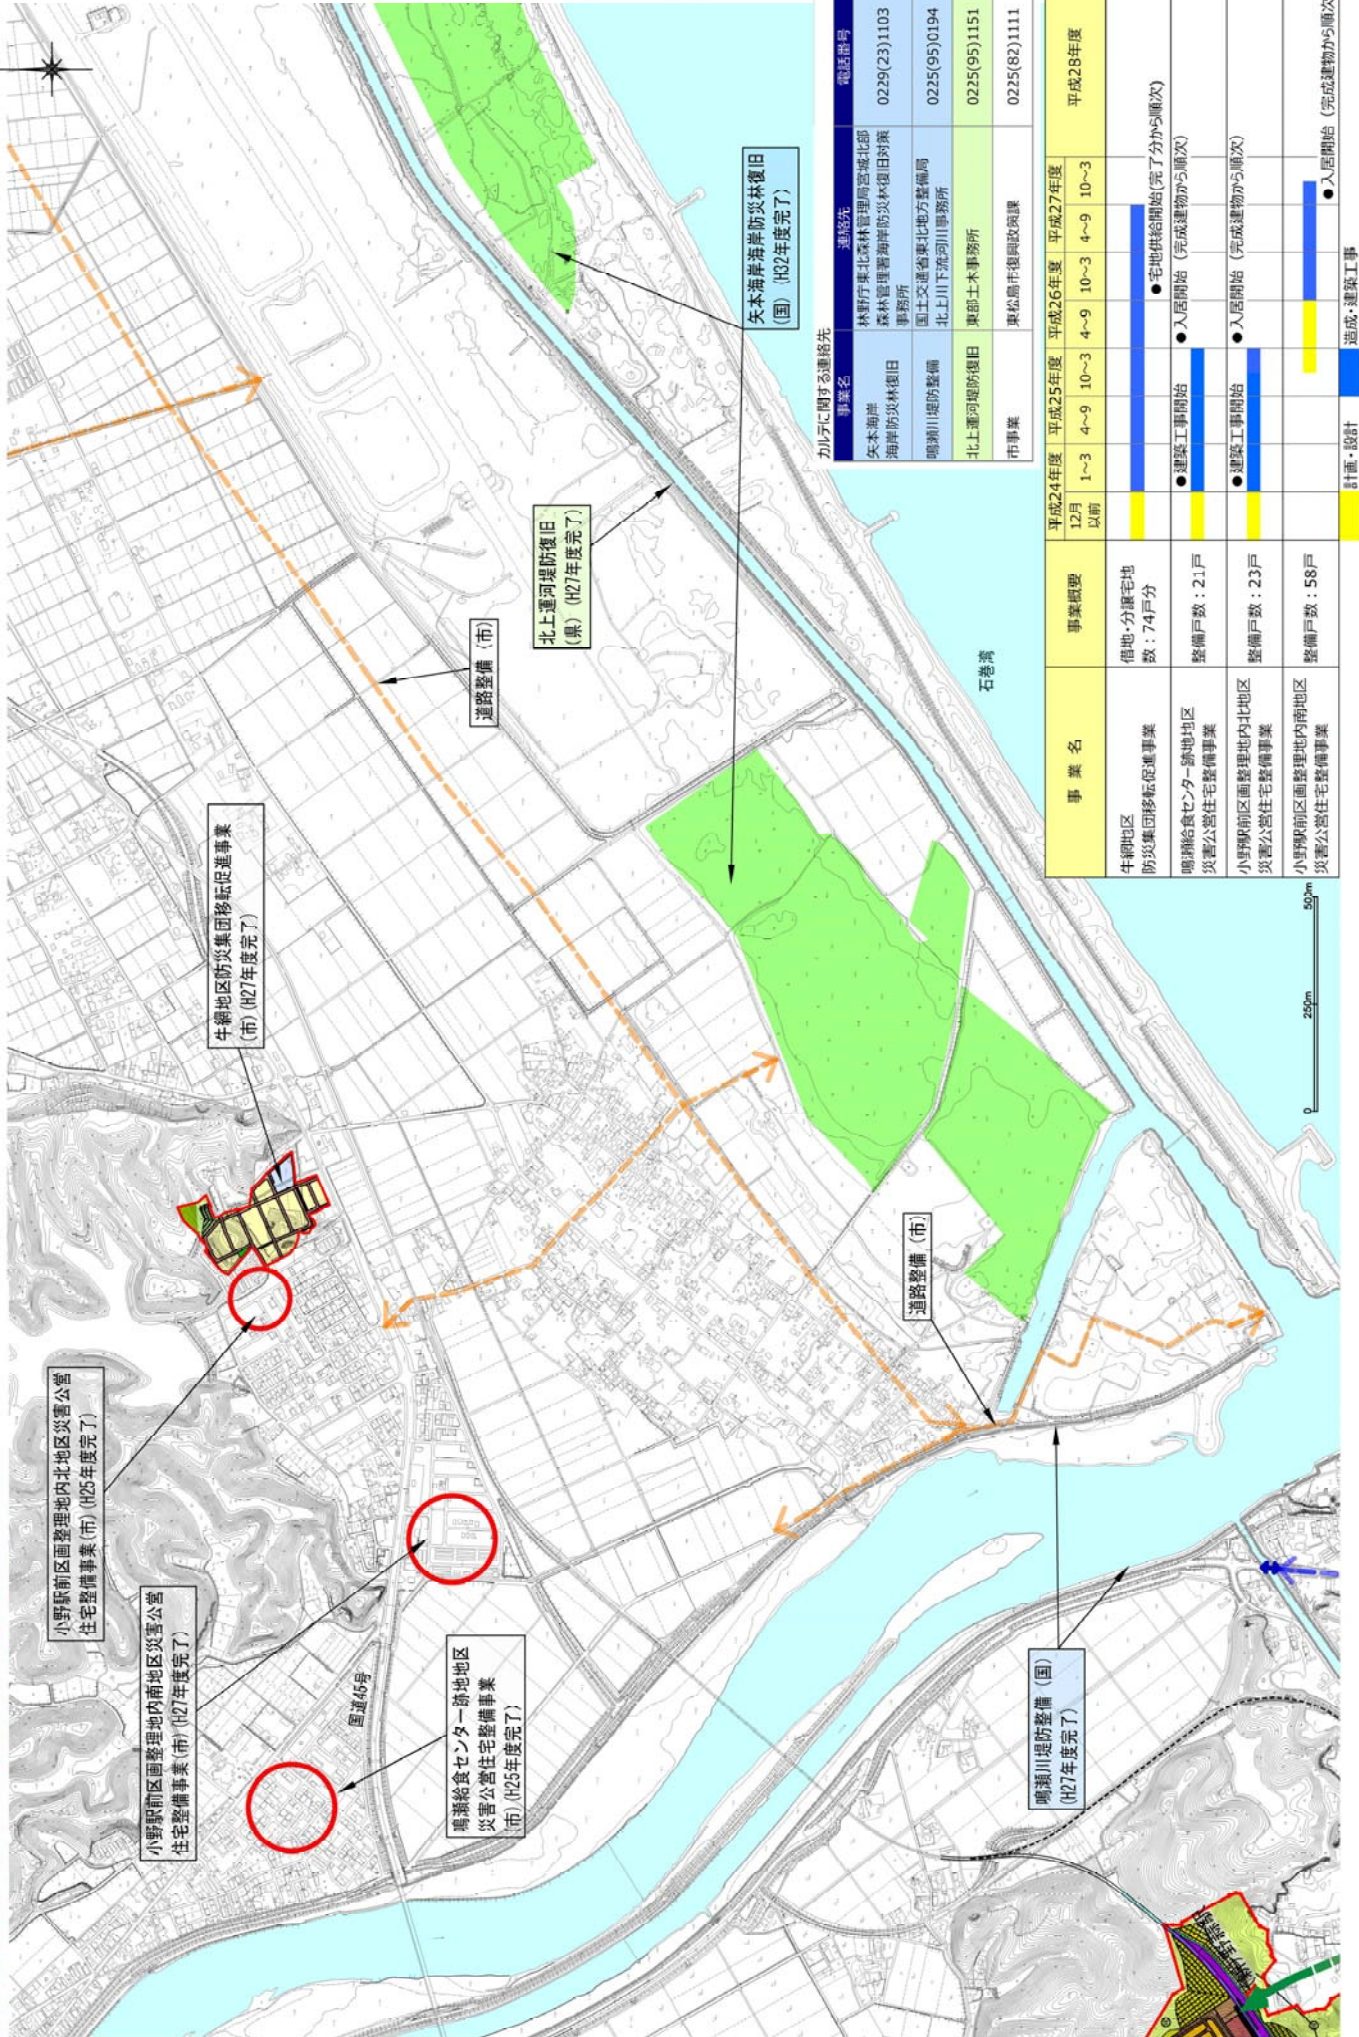 小野駅前区画整理地内北地区災害公営
住宅整備事業(市)(H25年度完了)
小野駅前区画整理地内南地区災害公営
住宅整備事業(市)(H27年度完了)
鳴瀬給食センター跡地地区
災害公営住宅整備事業
(市)(H25年度完了)
国道45号
牛網地区防災集団移転促進事業
(市)(H27年度完了)
道路整備（市）
北上運河堤防復旧
（県）(H27年度完了)
矢本海岸海岸防災林復旧
（国）(H32年度完了)
道路整備（市）
鳴瀬川堤防整備（国）
(H27年度完了)
石巻湾
0 250m 500m
カルテに関する連絡先
事業名 連絡先 電話番号
矢本海岸
海岸防災林復旧
林野庁東北森林管理局宮城北部
森林管理署海岸防災林復旧対策
事務所
0229(23)1103
鳴瀬川堤防整備
国土交通省東北地方整備局
北上川下流河川事務所
0225(95)0194
北上運河堤防復旧 東部土木事務所 0225(95)1151
市事業 東松島市復興政策課 0225(82)1111
事業名 事業概要 平成24年度 平成25年度 平成26年度 平成27年度 平成28年度
12月
以前
1～3 4～9 10～3 4～9 10～3 4～9 10～3
牛網地区
防災集団移転促進事業
借地・分譲宅地
数：74戸分
●宅地供給開始(完了分から順次)
鳴瀬給食センター跡地地区
災害公営住宅整備事業
整備戸数：21戸
●建築工事開始 ●入居開始（完成建物から順次）
小野駅前区画整理地内北地区
災害公営住宅整備事業
整備戸数：23戸
●建築工事開始 ●入居開始（完成建物から順次）
小野駅前区画整理地内南地区
災害公営住宅整備事業
整備戸数：58戸
●入居開始（完成建物から順次）
計画・設計 造成・建築工事